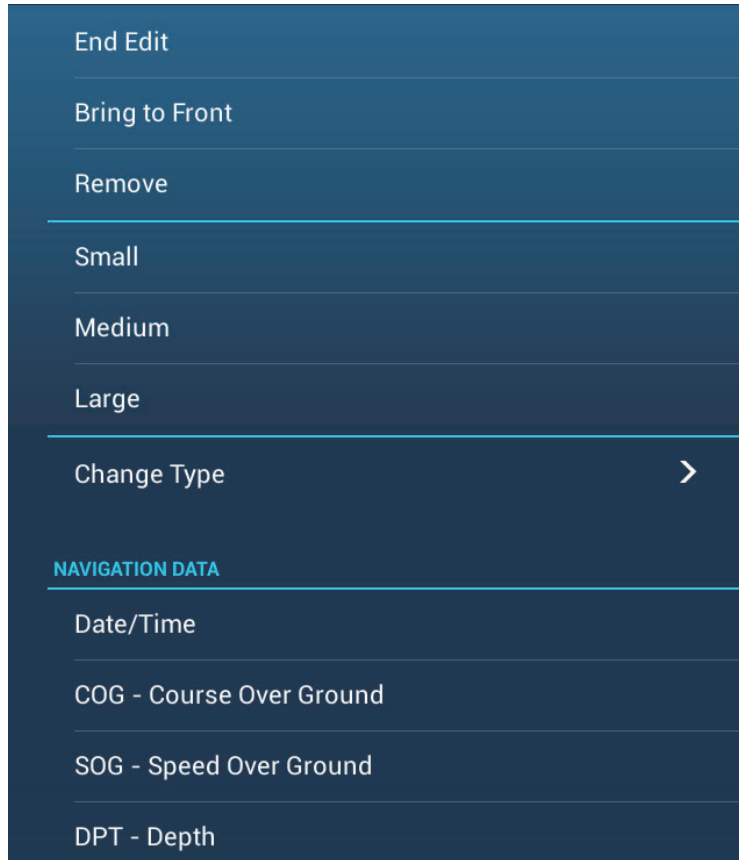 End Edit
Bring to Front
Remove
Small
Medium
Large
Change Type
NAVIGATION DATA
Date/Time
COG - Course Over Ground
SOG - Speed Over Ground
DPT - Depth